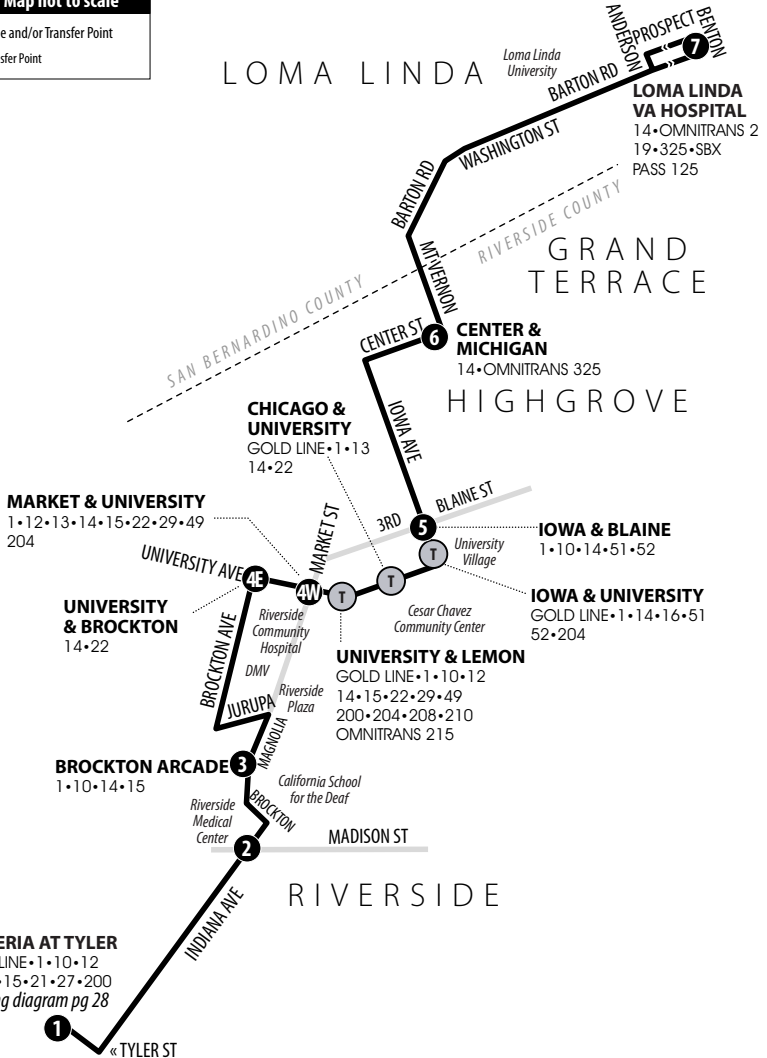 Map not to scale
e and/or Transfer Point
sfer Point
LOMA LINDA
Loma Linda
University
ANDERSON
PROSPECT
BENTON
7
BARTON RD
WASHINGTON ST
LOMA LINDA
VA HOSPITAL
14•OMNITRANS 2
19•325•SBX
PASS 125
BARTON RD
MT VERNON
RIVERSIDE COUNTY
SAN BERNARDINO COUNTY
GRAND
TERRACE
CENTER ST
6
CENTER &
MICHIGAN
14•OMNITRANS 325
HIGHGROVE
IOWA AVE
CHICAGO &
UNIVERSITY
GOLD LINE•1•13
14•22
MARKET & UNIVERSITY
1•12•13•14•15•22•29•49
204
MARKET ST
3RD
BLAINE ST
5
IOWA & BLAINE
1•10•14•51•52
University
Village
T
T
T
IOWA & UNIVERSITY
GOLD LINE•1•14•16•51
52•204
UNIVERSITY AVE
4E
4W
UNIVERSITY
& BROCKTON
14•22
Riverside
Community
Hospital
Cesar Chavez
Community Center
UNIVERSITY & LEMON
GOLD LINE•1•10•12
14•15•22•29•49
200•204•208•210
OMNITRANS 215
BROCKTON AVE
DMV
JURUPA
Riverside
Plaza
MAGNOLIA
BROCKTON ARCADE
1•10•14•15
3
California School
for the Deaf
BROCKTON
Riverside
Medical
Center
2
MADISON ST
RIVERSIDE
INDIANA AVE
ERIA AT TYLER
LINE•1•10•12
•15•21•27•200
g diagram pg 28
1
« TYLER ST